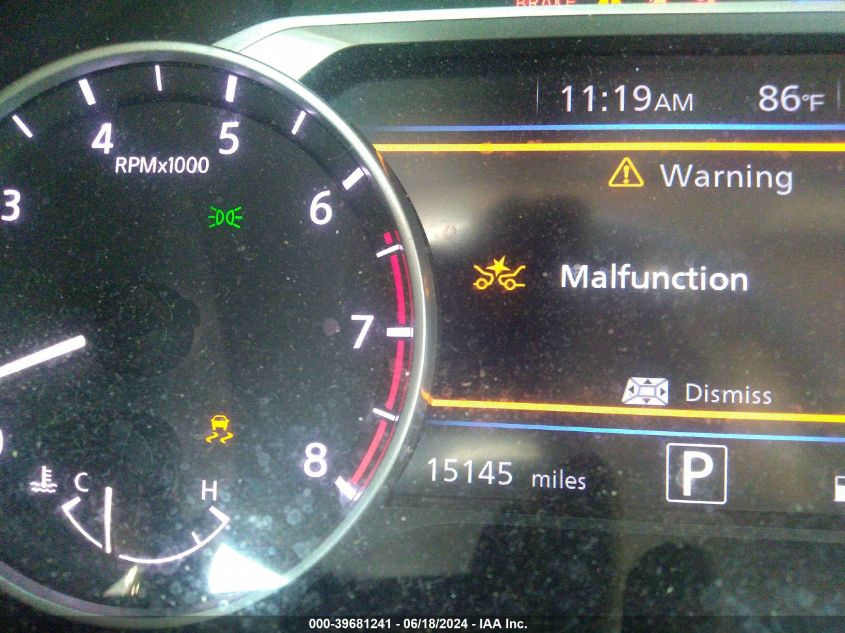 BRAKE
11:19AM 86°F
Warning
Malfunction
Dismiss
15145 miles P
3 4 5 6 7 8
RPMx1000
C H
000-39681241 - 06/18/2024 - IAA Inc.